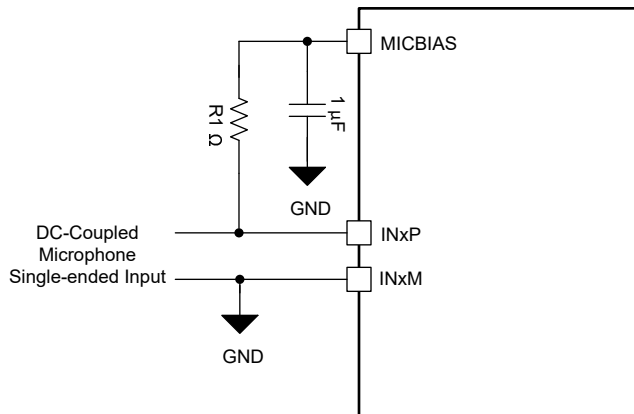 MICBIAS
R1 Ω
1 µF
GND
DC-Coupled
Microphone
Single-ended Input
INxP
INxM
GND